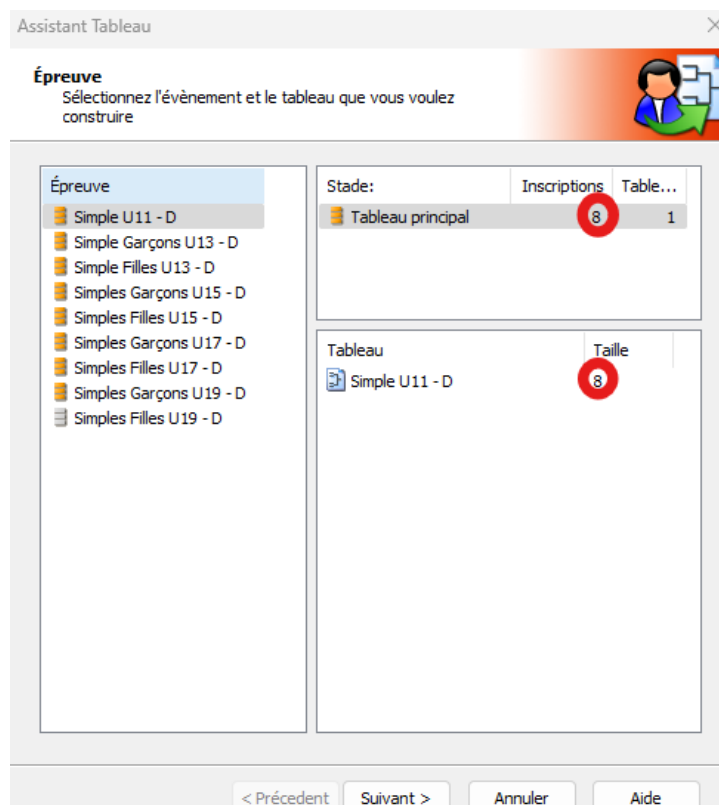 Assistant Tableau
Épreuve
Sélectionnez l'évènement et le tableau que vous voulez
construire
Épreuve
Simple U11 - D
Simple Garçons U13 - D
Simple Filles U13 - D
Simples Garçons U15 - D
Simples Filles U15 - D
Simples Garçons U17 - D
Simples Filles U17 - D
Simples Garçons U19 - D
Simples Filles U19 - D
Stade: Inscriptions Table...
Tableau principal 8 1
Tableau Taille
Simple U11 - D 8
< Précedent Suivant > Annuler Aide